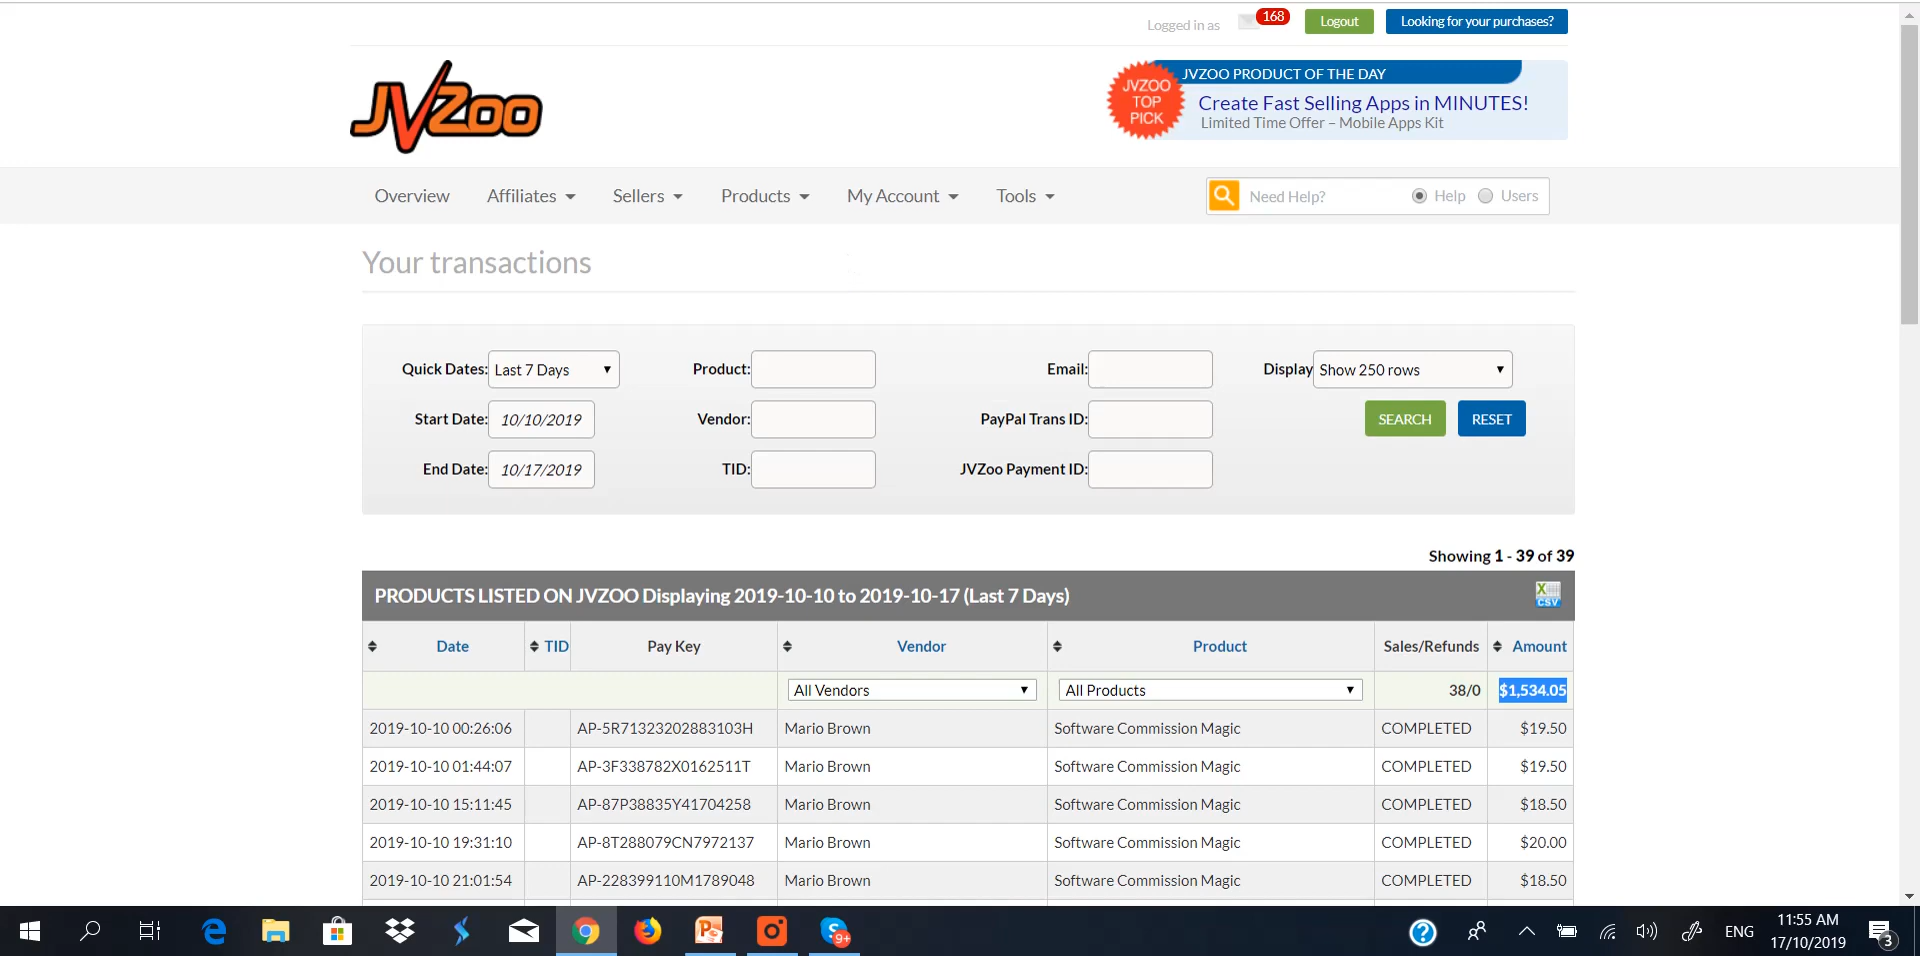 Logged in as 168 Logout Looking for your purchases?
JVZoo
JVZOO TOP PICK
JVZOO PRODUCT OF THE DAY
Create Fast Selling Apps in MINUTES!
Limited Time Offer – Mobile Apps Kit
Overview Affiliates Sellers Products My Account Tools Need Help? Help Users
Your transactions
Quick Dates: Last 7 Days Product: Email: Display Show 250 rows
Start Date: 10/10/2019 Vendor: PayPal Trans ID: SEARCH RESET
End Date: 10/17/2019 TID: JVZoo Payment ID:
Showing 1 - 39 of 39
PRODUCTS LISTED ON JVZOO Displaying 2019-10-10 to 2019-10-17 (Last 7 Days) CSV
Date TID Pay Key Vendor Product Sales/Refunds Amount
All Vendors All Products 38/0 $1,534.05
2019-10-10 00:26:06 AP-5R71323202883103H Mario Brown Software Commission Magic COMPLETED $19.50
2019-10-10 01:44:07 AP-3F338782X0162511T Mario Brown Software Commission Magic COMPLETED $19.50
2019-10-10 15:11:45 AP-87P38835Y41704258 Mario Brown Software Commission Magic COMPLETED $18.50
2019-10-10 19:31:10 AP-8T288079CN7972137 Mario Brown Software Commission Magic COMPLETED $20.00
2019-10-10 21:01:54 AP-228399110M1789048 Mario Brown Software Commission Magic COMPLETED $18.50
9+ ENG 11:55 AM
17/10/2019 3